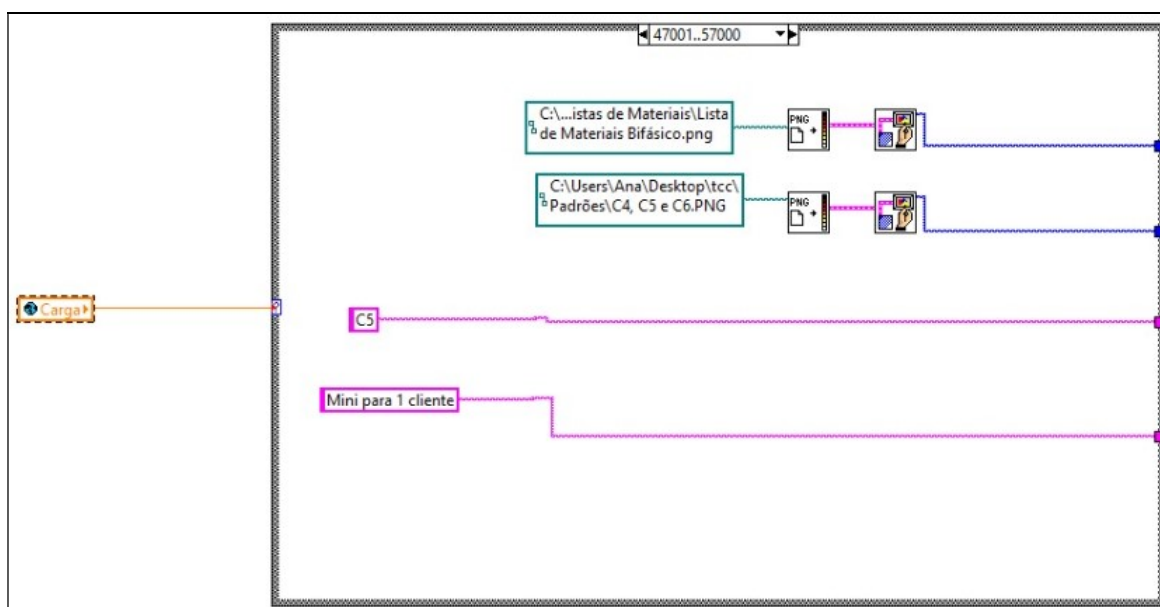 47001..57000
C:\...istas de Materiais\Lista
de Materiais Bifásico.png
PNG
C:\Users\Ana\Desktop\tcc\
Padrões\C4, C5 e C6.PNG
PNG
Carga
C5
Mini para 1 cliente